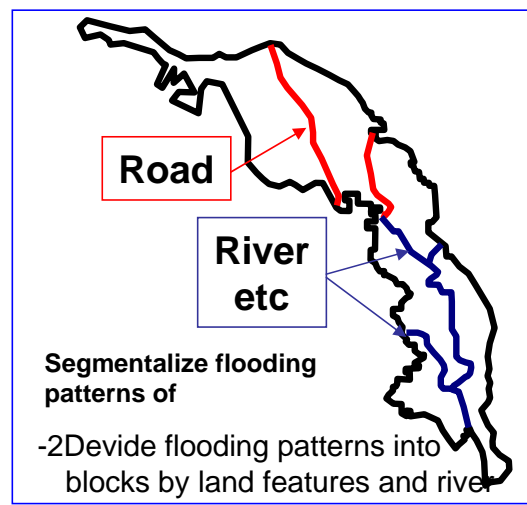 Road
River
etc
Segmentalize flooding
patterns of
-2Devide flooding patterns into
blocks by land features and river